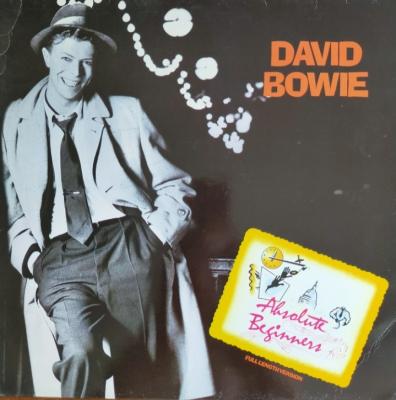 DAVID
BOWIE
Absolute
Beginners
FULL LENGTH VERSION